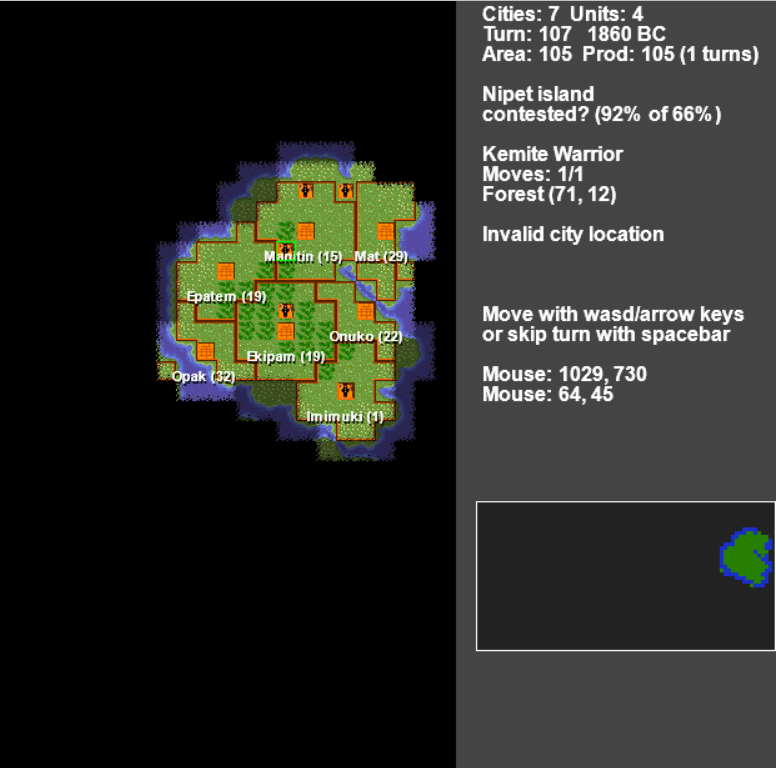 Cities: 7 Units: 4
Turn: 107 1860 BC
Area: 105 Prod: 105 (1 turns)
Nipet island
contested? (92% of 66%)
Kemite Warrior
Moves: 1/1
Forest (71, 12)
Invalid city location
Move with wasd/arrow keys
or skip turn with spacebar
Mouse: 1029, 730
Mouse: 64, 45
Manitin (15)
Mat (29)
Epatem (19)
Onuko (22)
Ekipam (19)
Opak (32)
Imimuki (1)